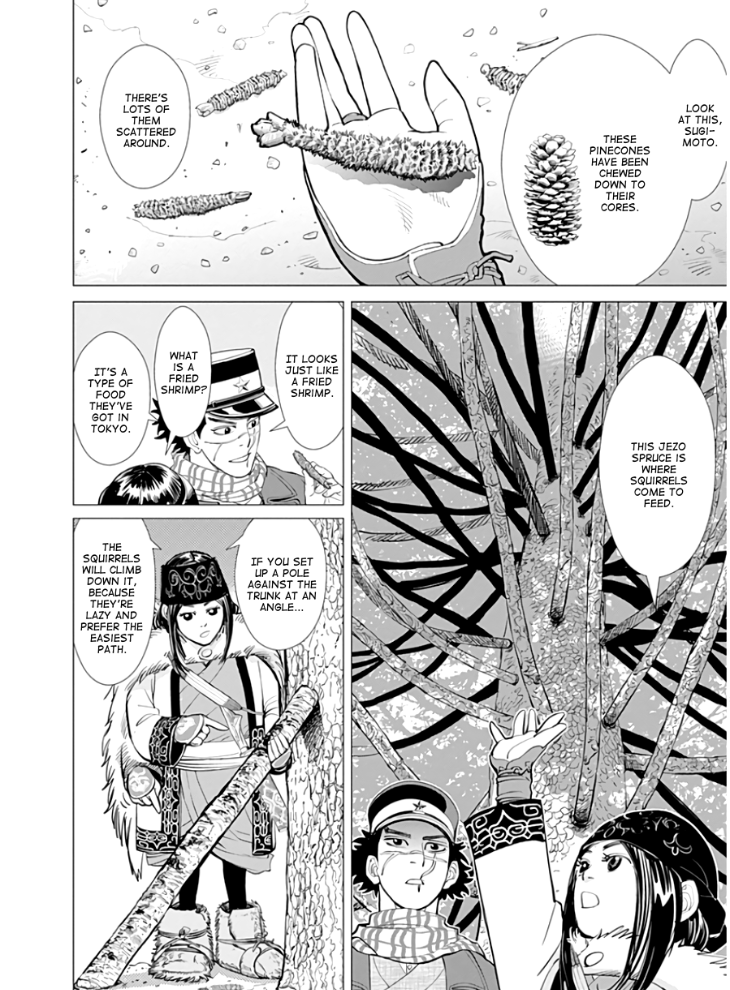 LOOK
AT THIS,
SUGI-
MOTO.
THESE
PINECONES
HAVE BEEN
CHEWED
DOWN TO
THEIR
CORES.
THERE'S
LOTS OF
THEM
SCATTERED
AROUND.
IT LOOKS
JUST LIKE
A FRIED
SHRIMP.
WHAT
IS A
FRIED
SHRIMP?
IT'S A
TYPE OF
FOOD
THEY'VE
GOT IN
TOKYO.
THIS JEZO
SPRUCE IS
WHERE
SQUIRRELS
COME TO
FEED.
IF YOU SET
UP A POLE
AGAINST
THE
TRUNK AT
AN
ANGLE...
THE
SQUIRRELS
WILL CLIMB
DOWN IT,
BECAUSE
THEY'RE
LAZY AND
PREFER THE
EASIEST
PATH.